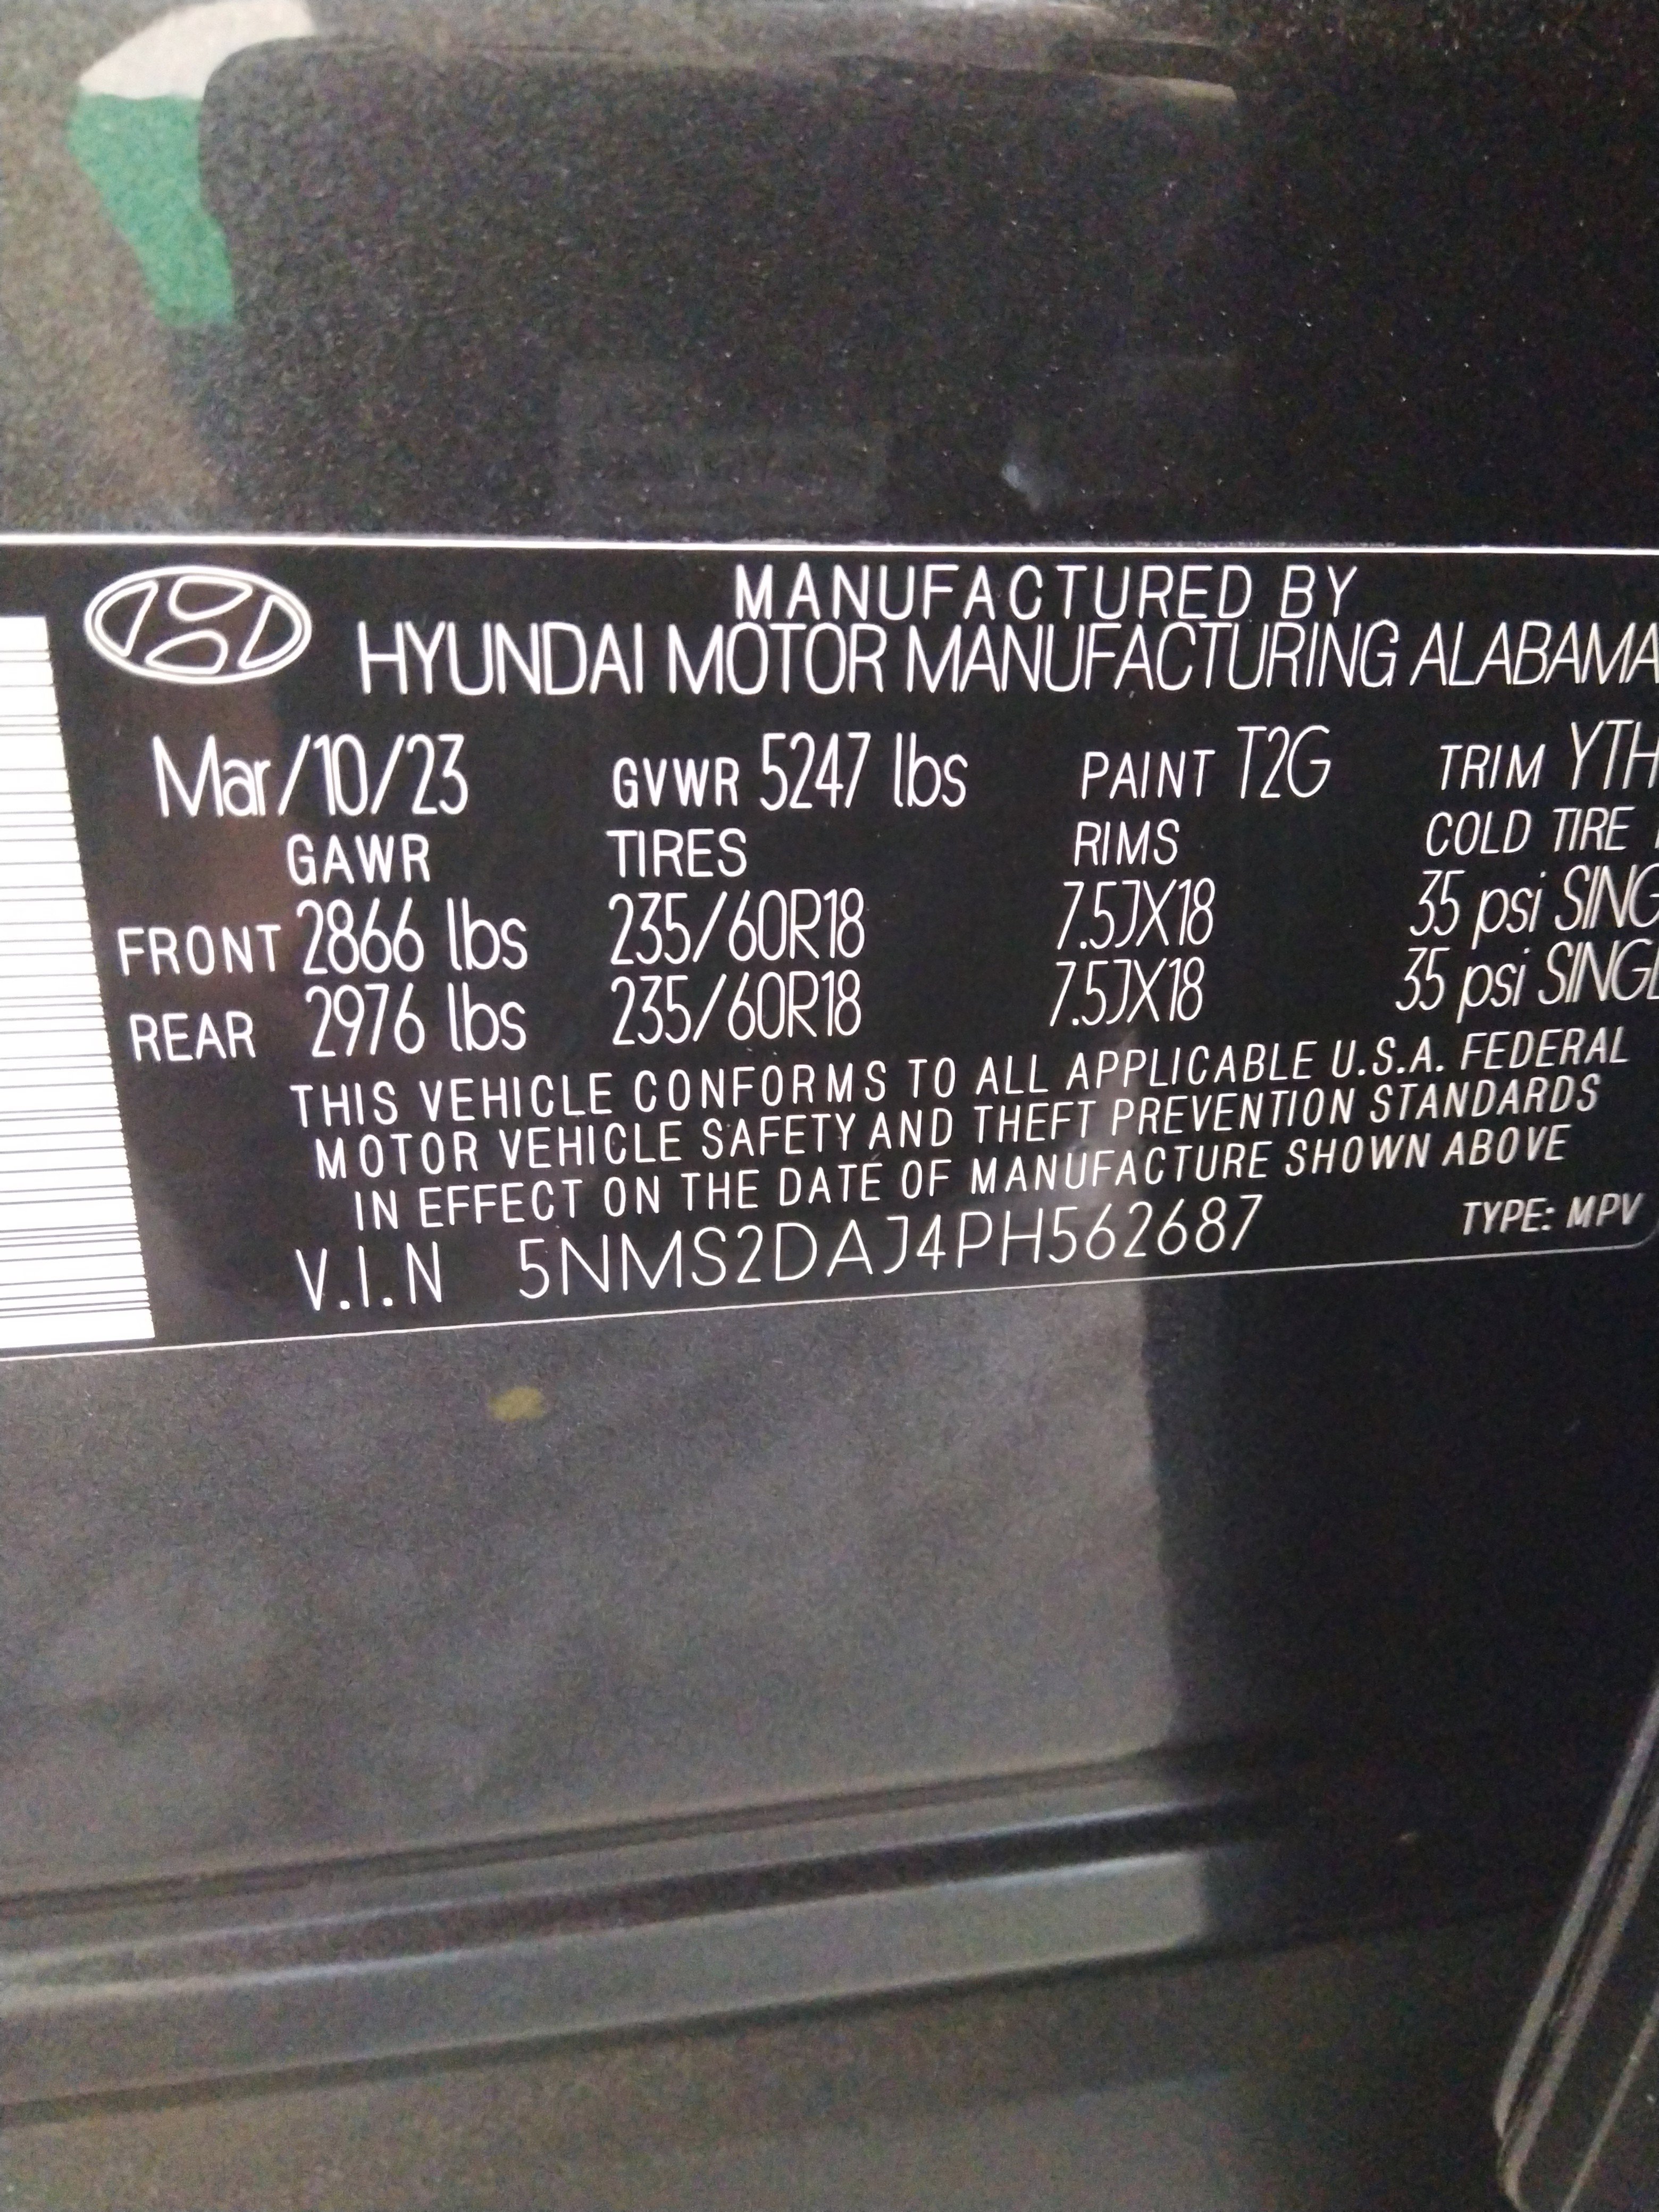 MANUFACTURED BY
HYUNDAI MOTOR MANUFACTURING ALABAMA
Mar/10/23 GVWR 5247 lbs PAINT T2G TRIM YTH
GAWR TIRES RIMS COLD TIRE
FRONT 2866 lbs 235/60R18 7.5JX18 35 psi SING
REAR 2976 lbs 235/60R18 7.5JX18 35 psi SINGL
THIS VEHICLE CONFORMS TO ALL APPLICABLE U.S.A. FEDERAL
MOTOR VEHICLE SAFETY AND THEFT PREVENTION STANDARDS
IN EFFECT ON THE DATE OF MANUFACTURE SHOWN ABOVE
V.I.N 5NMS2DAJ4PH562687 TYPE: MPV